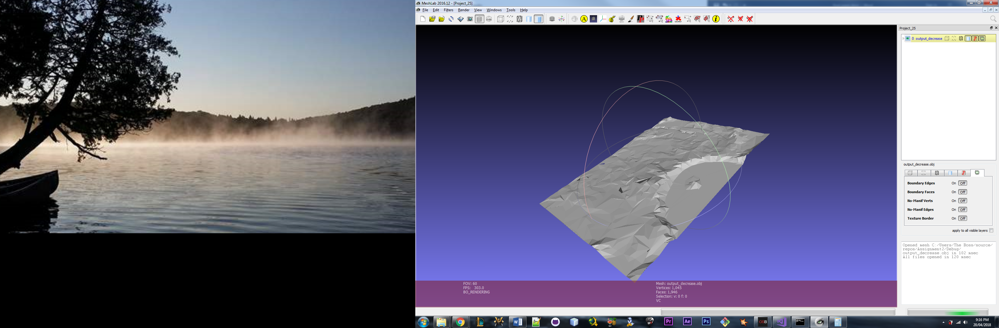 MeshLab 2016.12 - [Project_25]
File Edit Filters Render View Windows Tools Help
A
PP
GEOREF
i
Project_25
0 output_decrease
output_decrease.obj
Boundary Edges On Off
Boundary Faces On Off
No-Manif Verts On Off
No-Manif Edges On Off
Texture Border On Off
apply to all visible layers
Opened mesh C:/Users/The Boss/source/
repos/Assignment2/Debug/
output_decrease.obj in 102 msec
All files opened in 120 msec
FOV: 60
FPS: 303.0
BO_RENDERING
Mesh: output_decrease.obj
Vertices: 1,045
Faces: 1,946
Selection: v: 0 f: 0
VC
W
Pr
Ae
Ps
OSB
9:16 PM
20/04/2018